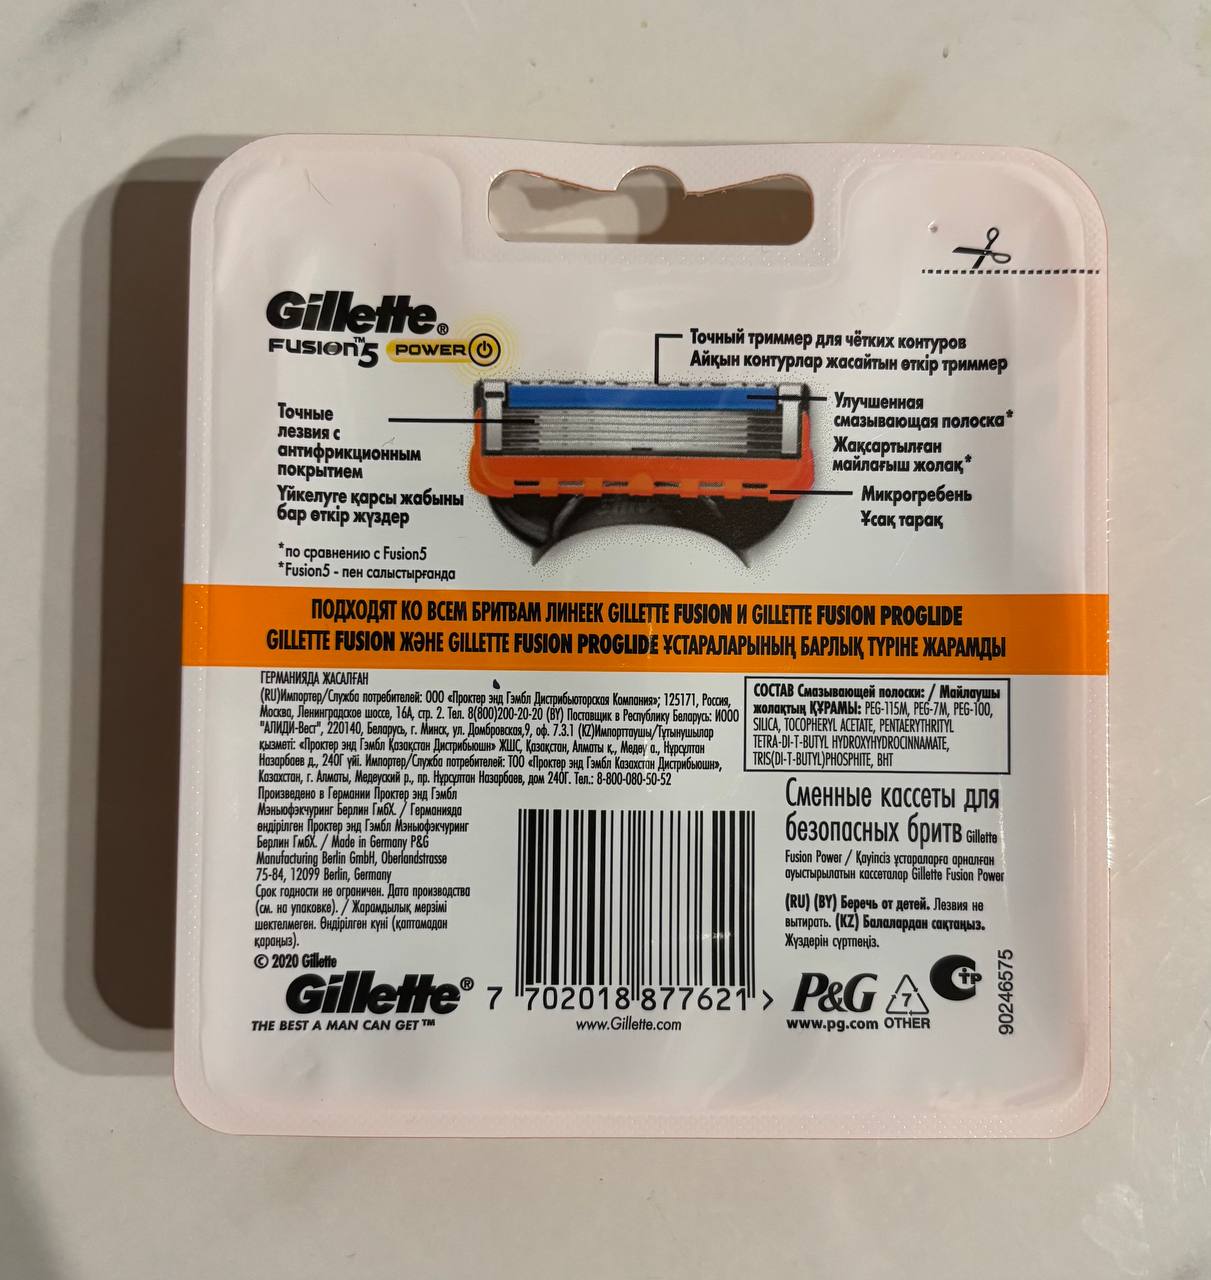 Gillette®
FUSION™5 POWER
Точный триммер для чётких контуров
Айқын контурлар жасайтын өткір триммер
Точные
лезвия с
антифрикционным
покрытием
Үйкелуге қарсы жабыны
бар өткір жүздер
Улучшенная
смазывающая полоска*
Жақсартылған
майлағыш жолақ*
Микрогребень
Ұсақ тарақ
*по сравнению с Fusion5
*Fusion5 - пен салыстырғанда
ПОДХОДЯТ КО ВСЕМ БРИТВАМ ЛИНЕЕК GILLETTE FUSION И GILLETTE FUSION PROGLIDE
GILLETTE FUSION ЖӘНЕ GILLETTE FUSION PROGLIDE ҰСТАРАЛАРЫНЫҢ БАРЛЫҚ ТҮРІНЕ ЖАРАМДЫ
ГЕРМАНИЯДА ЖАСАЛҒАН
(RU)Импортер/Служба потребителей: ООО «Проктер энд Гэмбл Дистрибьюторская Компания»; 125171, Россия,
Москва, Ленинградское шоссе, 16А, стр. 2. Тел. 8(800)200-20-20 (BY) Поставщик в Республику Беларусь: ИООО
"АЛИДИ-Вест", 220140, Беларусь, г. Минск, ул. Домбровская,9, оф. 7.3.1 (KZ)Импорттаушы/Тұтынушылар
қызметі: «Проктер энд Гэмбл Қазақстан Дистрибьюшн» ЖШС, Қазақстан, Алматы қ., Медеу а., Нұрсұлтан
Назарбаев д., 240Г үйі. Импортер/Служба потребителей: ТОО «Проктер энд Гэмбл Казахстан Дистрибьюшн»,
Казахстан, г. Алматы, Медеуский р., пр. Нұрсұлтан Назарбаев, дом 240Г. Тел.: 8-800-080-50-52
Произведено в Германии Проктер энд Гэмбл
Мэньюфэкчуринг Берлин ГмбХ. / Германияда
өндірілген Проктер энд Гэмбл Мэньюфэкчуринг
Берлин ГмбХ. / Made in Germany P&G
Manufacturing Berlin GmbH, Oberlandstrasse
75-84, 12099 Berlin, Germany
Срок годности не ограничен. Дата производства
(см. на упаковке). / Жарамдылық мерзімі
шектелмеген. Өндірілген күні (қаптамадан
қараңыз).
© 2020 Gillette
Gillette®
THE BEST A MAN CAN GET™
СОСТАВ Смазывающей полоски: / Майлаушы
жолақтың ҚҰРАМЫ: PEG-115M, PEG-7M, PEG-100,
SILICA, TOCOPHERYL ACETATE, PENTAERYTHRITYL
TETRA-DI-T-BUTYL HYDROXYHYDROCINNAMATE,
TRIS(DI-T-BUTYL)PHOSPHITE, BHT
Сменные кассеты для
безопасных бритв Gillette
Fusion Power / Қауіпсіз ұстараларға арналған
ауыстырылатын кассеталар Gillette Fusion Power
(RU) (BY) Беречь от детей. Лезвия не
вытирать. (KZ) Балалардан сақтаңыз.
Жүздерін сүртпеңіз.
7 702018 877621 >
www.Gillette.com
P&G
www.pg.com
7
OTHER
СТР
90246575